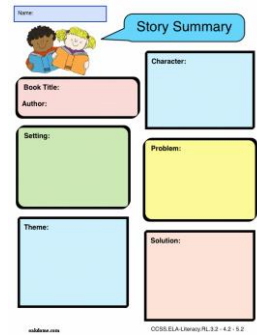 Name:
Story Summary
Character:
Book Title:
Author:
Setting:
Problem:
Theme:
Solution:
CCSS.ELA-Literacy.RL.3.2 - 4.2 - 5.2